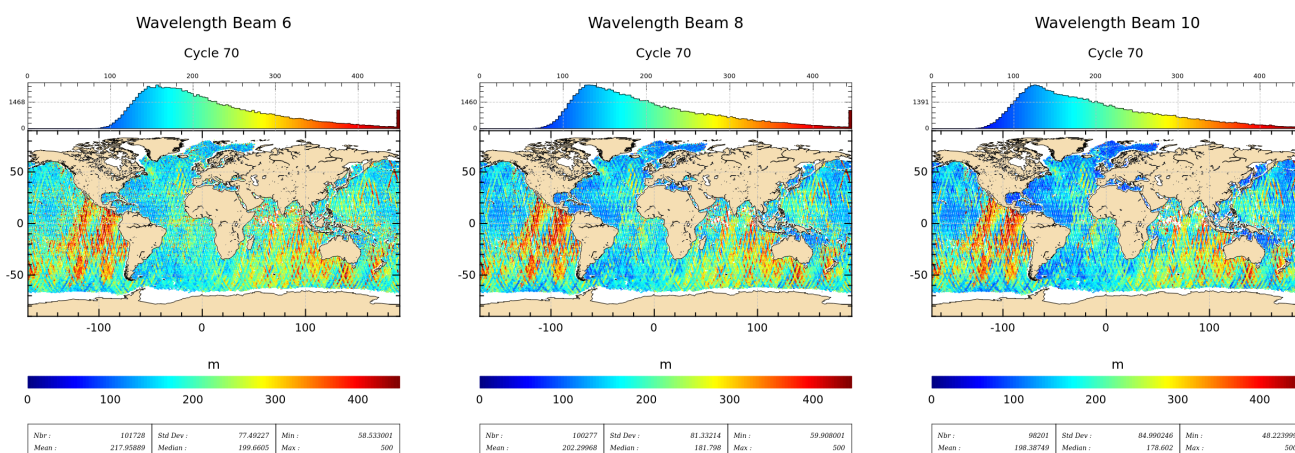 Wavelength Beam 6
Cycle 70
0 100 200 300 400
1468
0
50
0
-50
-100 0 100
m
0 100 200 300 400
Nbr : 101728 Std Dev : 77.49227 Min : 58.533001
Mean : 217.95889 Median : 199.6605 Max : 500
Wavelength Beam 8
Cycle 70
0 100 200 300 400
1460
0
50
0
-50
-100 0 100
m
0 100 200 300 400
Nbr : 100277 Std Dev : 81.33214 Min : 59.908001
Mean : 202.29968 Median : 181.798 Max : 500
Wavelength Beam 10
Cycle 70
0 100 200 300 400
1391
0
50
0
-50
-100 0 100
m
0 100 200 300 400
Nbr : 98201 Std Dev : 84.990246 Min : 48.223999
Mean : 198.38749 Median : 178.602 Max : 500